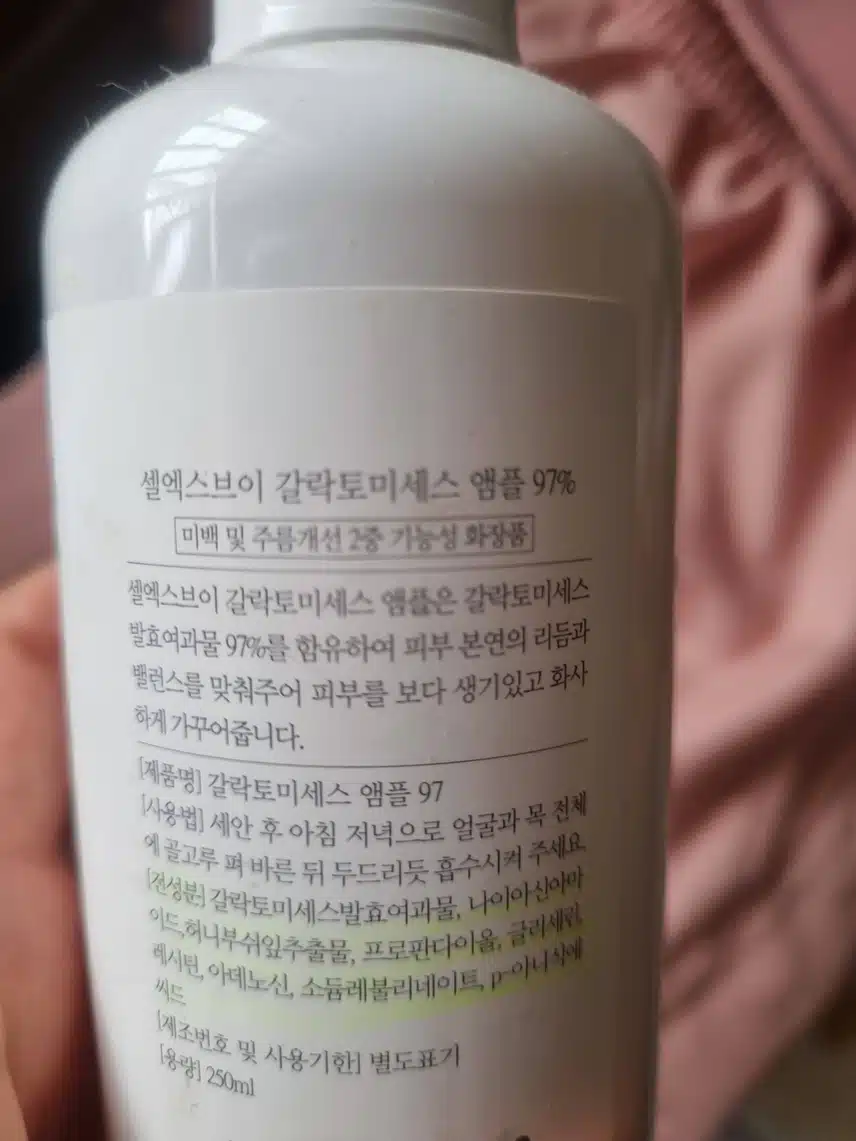 셀엑스브이 갈락토미세스 앰플 97%
미백 및 주름개선 2중 기능성 화장품
셀엑스브이 갈락토미세스 앰플은 갈락토미세스
발효여과물 97%를 함유하여 피부 본연의 리듬과
밸런스를 맞춰주어 피부를 보다 생기있고 화사
하게 가꾸어줍니다.
[제품명] 갈락토미세스 앰플 97
[사용법] 세안 후 아침 저녁으로 얼굴과 목 전체
에 골고루 펴 바른 뒤 두드리듯 흡수시켜 주세요.
[전성분] 갈락토미세스발효여과물, 나이아신아마
이드,허니부쉬잎추출물, 프로판다이올, 글리세린,
레시틴, 아데노신, 소듐레불리네이트, p-아니식애
씨드
[제조번호 및 사용기한] 별도표기
[용량] 250ml